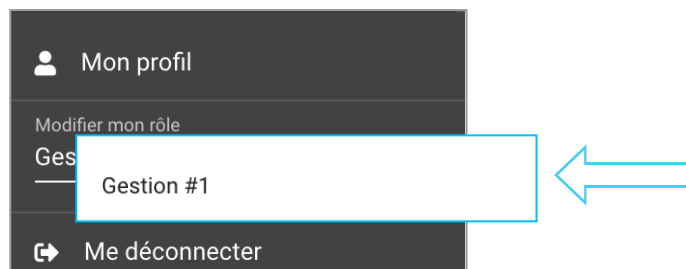 Mon profil
Modifier mon rôle
Ges
Gestion #1
Me déconnecter